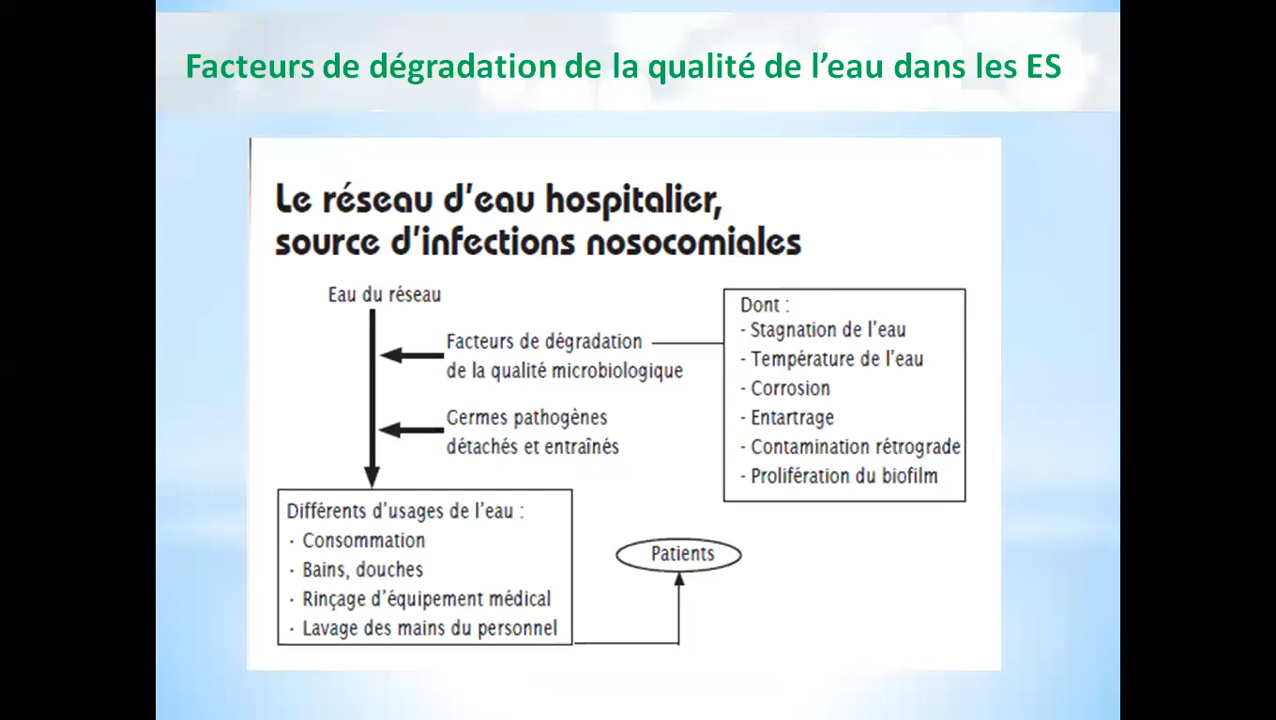 Facteurs de dégradation de la qualité de l'eau dans les ES
Le réseau d'eau hospitalier,
source d'infections nosocomiales
Eau du réseau
Facteurs de dégradation
de la qualité microbiologique
Germes pathogènes
détachés et entraînés
Dont :
- Stagnation de l'eau
- Température de l'eau
- Corrosion
- Entartrage
- Contamination rétrograde
- Prolifération du biofilm
Différents d'usages de l'eau :
· Consommation
· Bains, douches
· Rinçage d'équipement médical
· Lavage des mains du personnel
Patients